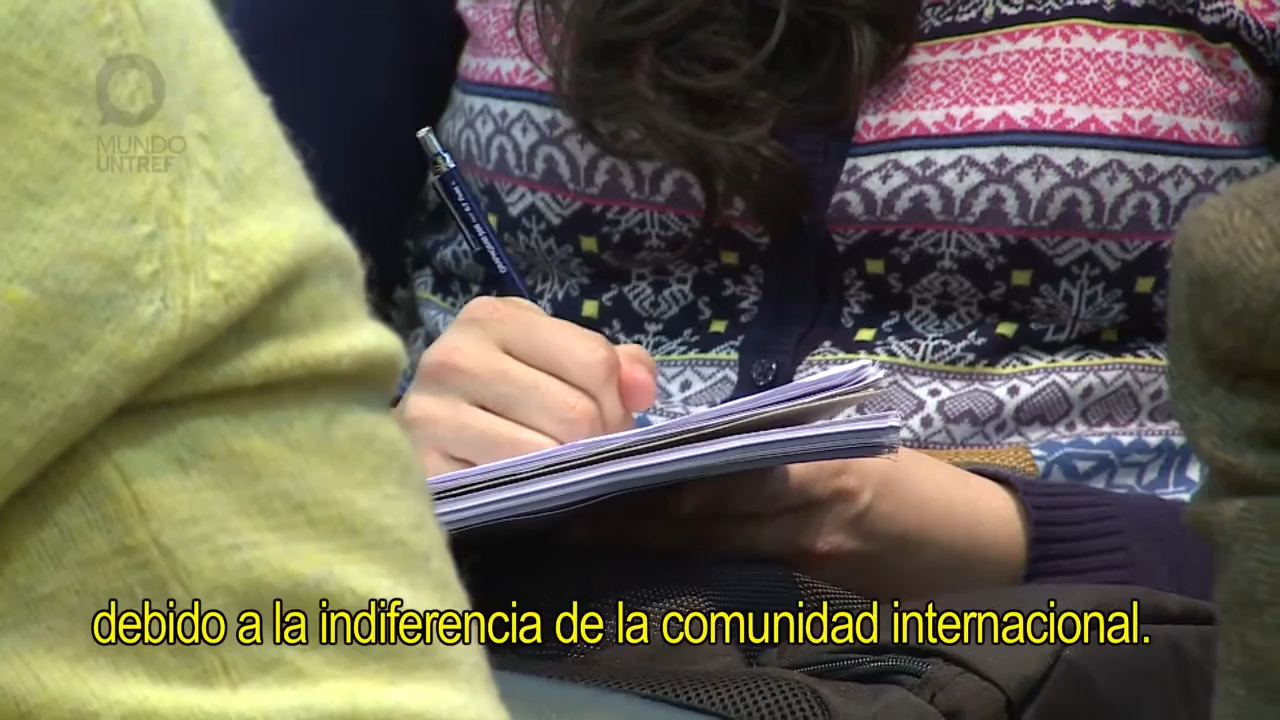 MUNDO
UNTREF
debido a la indiferencia de la comunidad internacional.